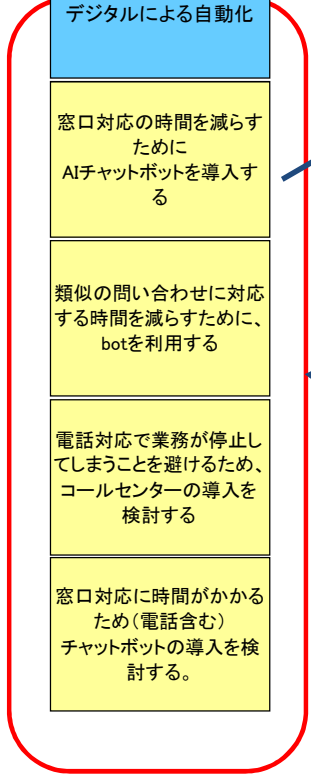 デジタルによる自動化
窓口対応の時間を減らす
ために
AIチャットボットを導入す
る
類似の問い合わせに対応
する時間を減らすために、
botを利用する
電話対応で業務が停止し
てしまうことを避けるため、
コールセンターの導入を
検討する
窓口対応に時間がかかる
ため（電話含む）
チャットボットの導入を検
討する。